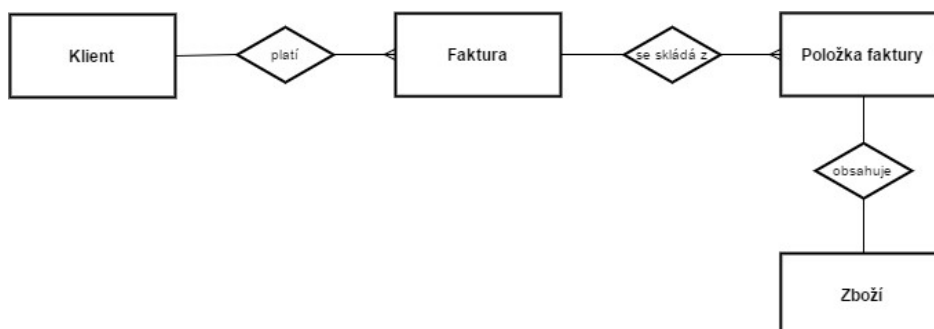 Klient
platí
Faktura
se skládá z
Položka faktury
obsahuje
Zboží